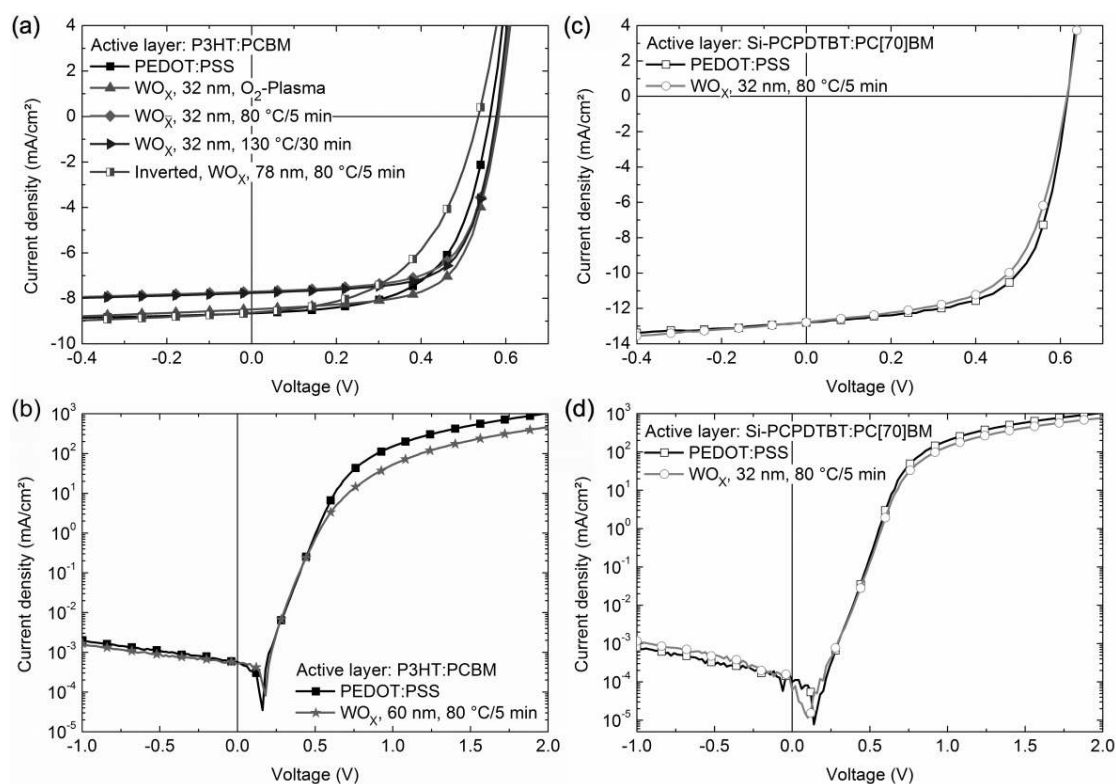 (a)
Active layer: P3HT:PCBM
PEDOT:PSS
WOX, 32 nm, O2-Plasma
WOX, 32 nm, 80 °C/5 min
WOX, 32 nm, 130 °C/30 min
Inverted, WOX, 78 nm, 80 °C/5 min
4
2
0
-2
-4
-6
-8
-10
Current density (mA/cm²)
-0.4 -0.2 0.0 0.2 0.4 0.6
Voltage (V)
(c)
Active layer: Si-PCPDTBT:PC[70]BM
PEDOT:PSS
WOX, 32 nm, 80 °C/5 min
4
2
0
-2
-4
-6
-8
-10
-12
-14
Current density (mA/cm²)
-0.4 -0.2 0.0 0.2 0.4 0.6
Voltage (V)
(b)
10³
10²
10¹
10⁰
10⁻¹
10⁻²
10⁻³
10⁻⁴
10⁻⁵
Current density (mA/cm²)
Active layer: P3HT:PCBM
PEDOT:PSS
WOX, 60 nm, 80 °C/5 min
-1.0 -0.5 0.0 0.5 1.0 1.5 2.0
Voltage (V)
(d)
Active layer: Si-PCPDTBT:PC[70]BM
PEDOT:PSS
WOX, 32 nm, 80 °C/5 min
10³
10²
10¹
10⁰
10⁻¹
10⁻²
10⁻³
10⁻⁴
10⁻⁵
Current density (mA/cm²)
-1.0 -0.5 0.0 0.5 1.0 1.5 2.0
Voltage (V)